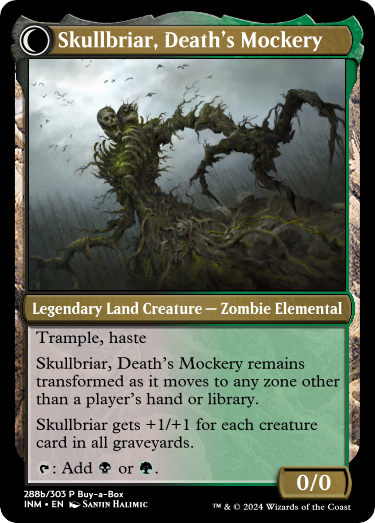 Skullbriar, Death's Mockery
Legendary Land Creature — Zombie Elemental
Trample, haste
Skullbriar, Death's Mockery remains
transformed as it moves to any zone other
than a player's hand or library.
Skullbriar gets +1/+1 for each creature
card in all graveyards.
: Add or .
0/0
288b/303 P Buy-a-Box
INM • EN SANJIN HALIMIC
™ & © 2024 Wizards of the Coast